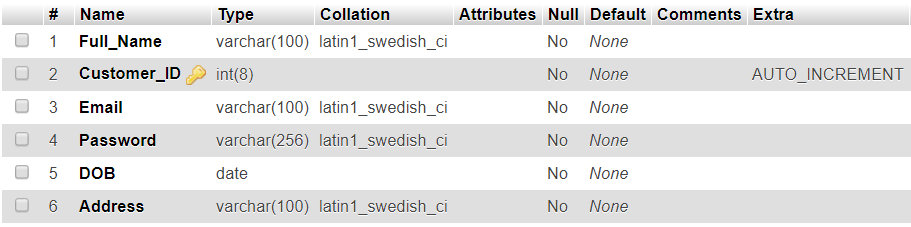 # Name Type Collation Attributes Null Default Comments Extra
1 Full_Name varchar(100) latin1_swedish_ci No None
2 Customer_ID int(8) No None AUTO_INCREMENT
3 Email varchar(100) latin1_swedish_ci No None
4 Password varchar(256) latin1_swedish_ci No None
5 DOB date No None
6 Address varchar(100) latin1_swedish_ci No None